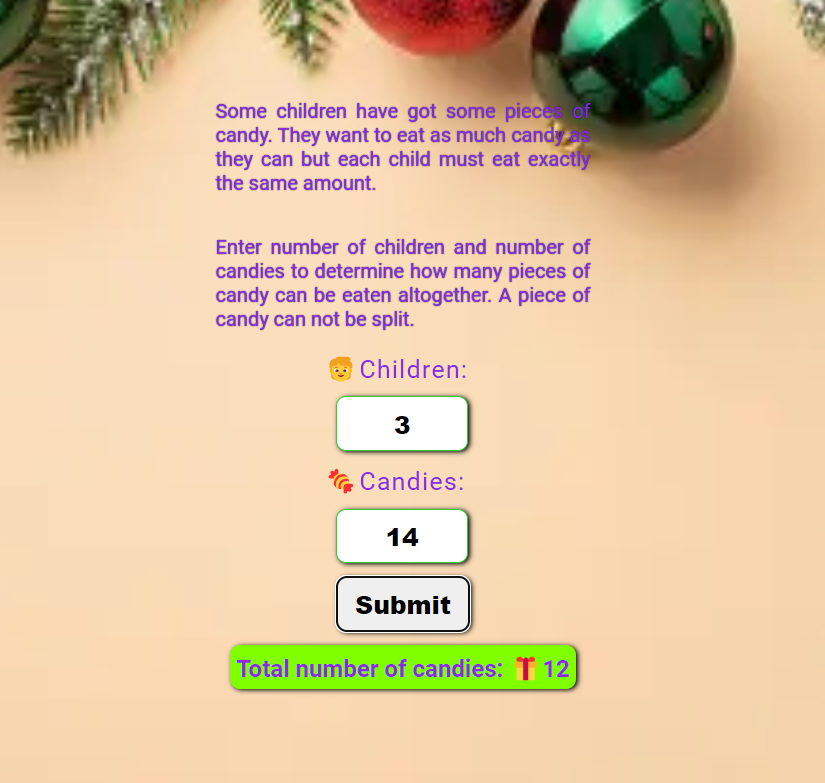 Some children have got some pieces of
candy. They want to eat as much candy as
they can but each child must eat exactly
the same amount.
Enter number of children and number of
candies to determine how many pieces of
candy can be eaten altogether. A piece of
candy can not be split.
Children:
3
Candies:
14
Submit
Total number of candies: 12